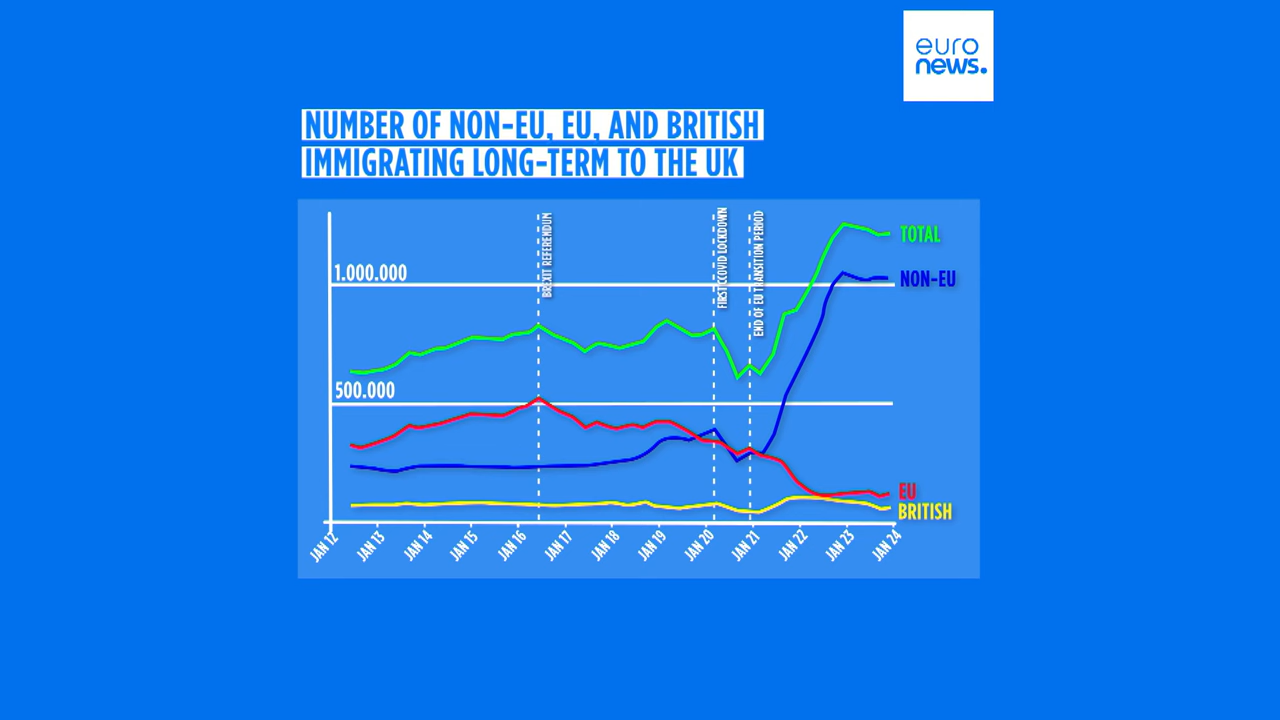 euro
news.
NUMBER OF NON-EU, EU, AND BRITISH
IMMIGRATING LONG-TERM TO THE UK
BREXIT REFERENDUM
FIRST COVID LOCKDOWN
END OF EU TRANSITION PERIOD
TOTAL
1.000.000
NON-EU
500.000
EU
BRITISH
JAN 12
JAN 13
JAN 14
JAN 15
JAN 16
JAN 17
JAN 18
JAN 19
JAN 20
JAN 21
JAN 22
JAN 23
JAN 24